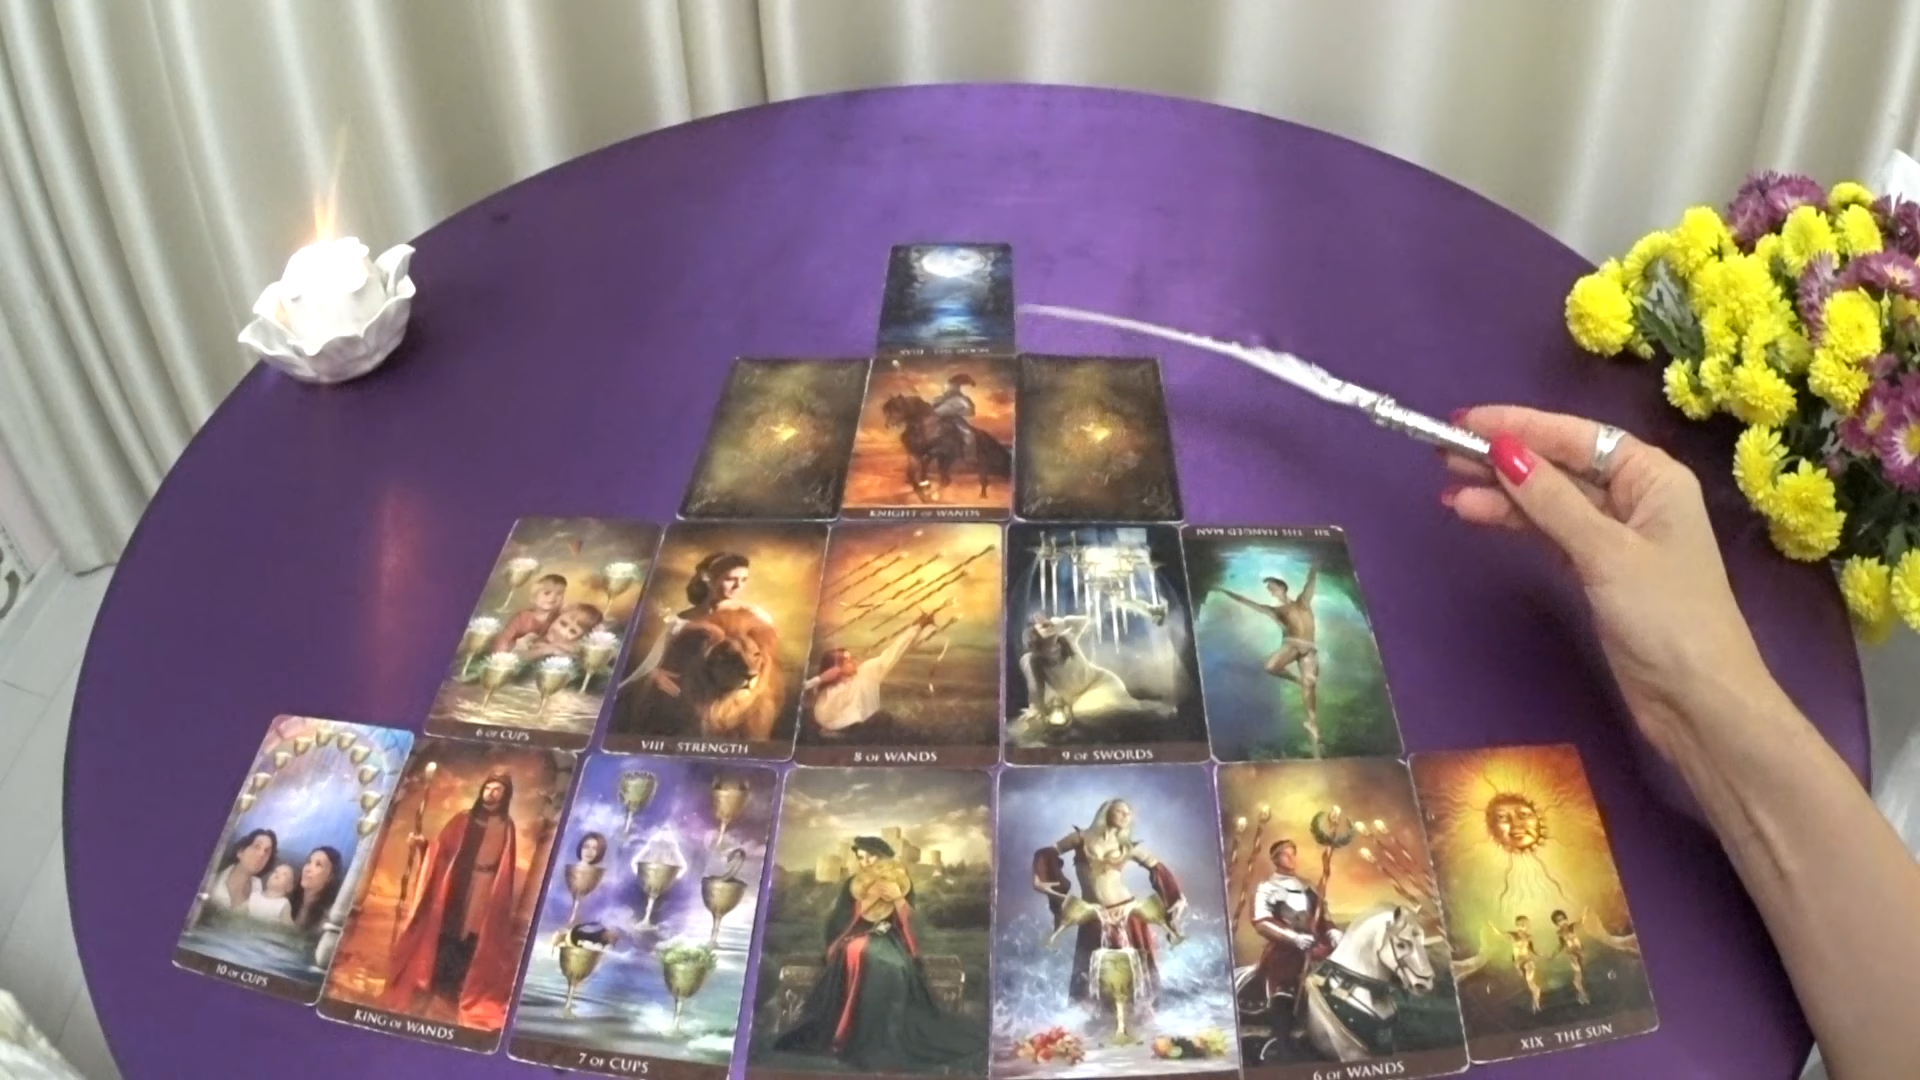 KNIGHT OF WANDS
XII THE HANGED MAN
6 OF CUPS
VIII · STRENGTH
8 OF WANDS
9 OF SWORDS
10 OF CUPS
KING OF WANDS
7 OF CUPS
6 OF WANDS
XIX · THE SUN